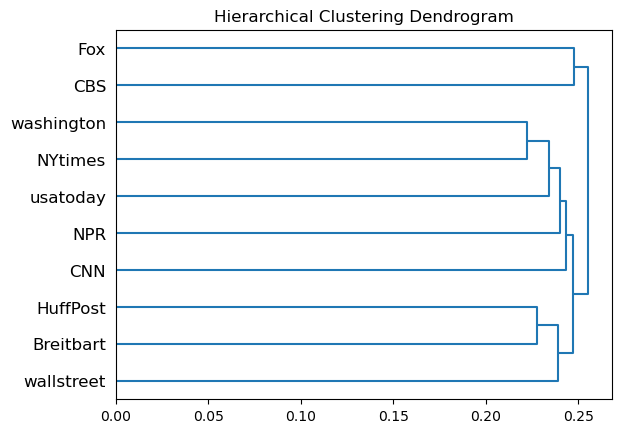 Hierarchical Clustering Dendrogram
Fox
CBS
washington
NYtimes
usatoday
NPR
CNN
HuffPost
Breitbart
wallstreet
0.00 0.05 0.10 0.15 0.20 0.25